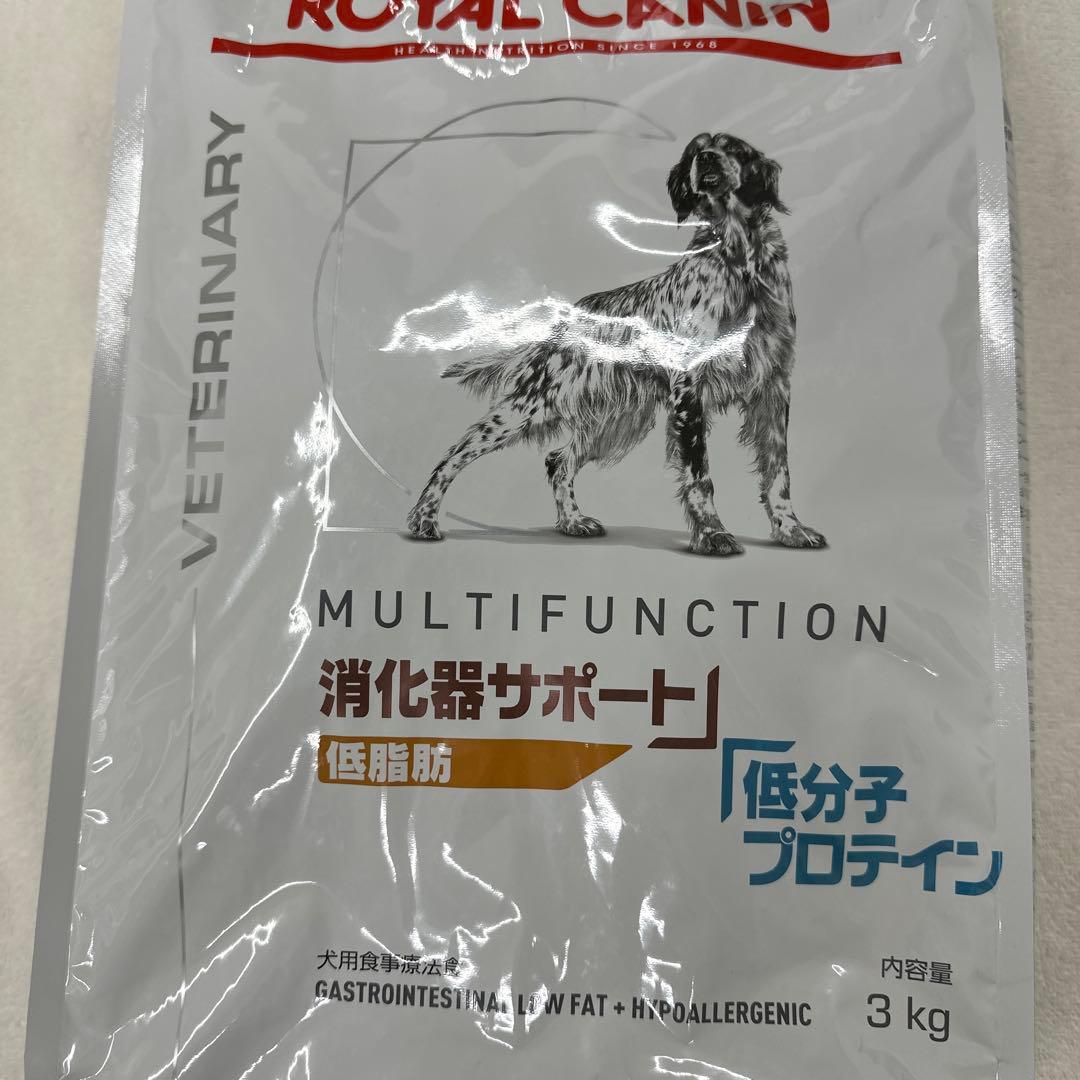 ROYAL CANIN
HEALTH NUTRITION SINCE 1968
VETERINARY
MULTIFUNCTION
消化器サポート」
低脂肪
「低分子
プロテイン
犬用食事療法食
GASTROINTESTINAL LOW FAT + HYPOALLERGENIC
内容量
3 kg